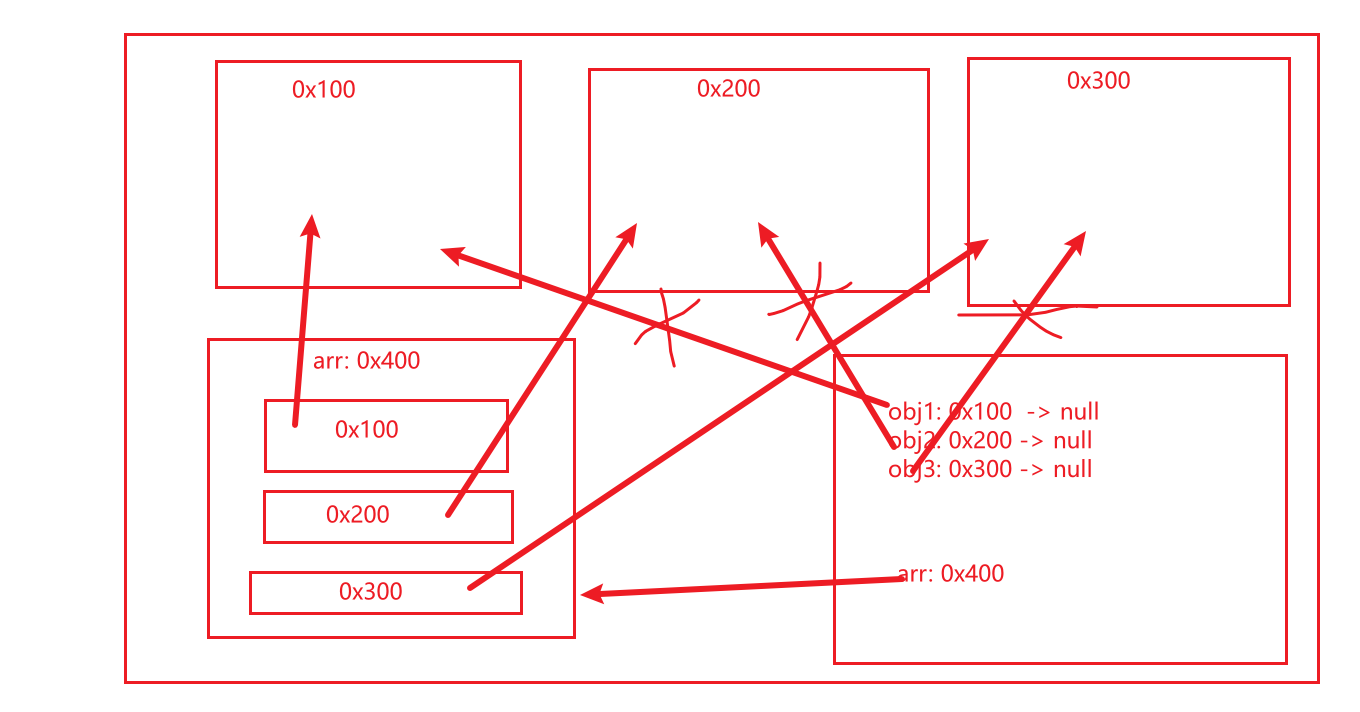 0x100
0x200
0x300
arr: 0x400
0x100
0x200
0x300
obj1: 0x100 -> null
obj2: 0x200 -> null
obj3: 0x300 -> null
arr: 0x400